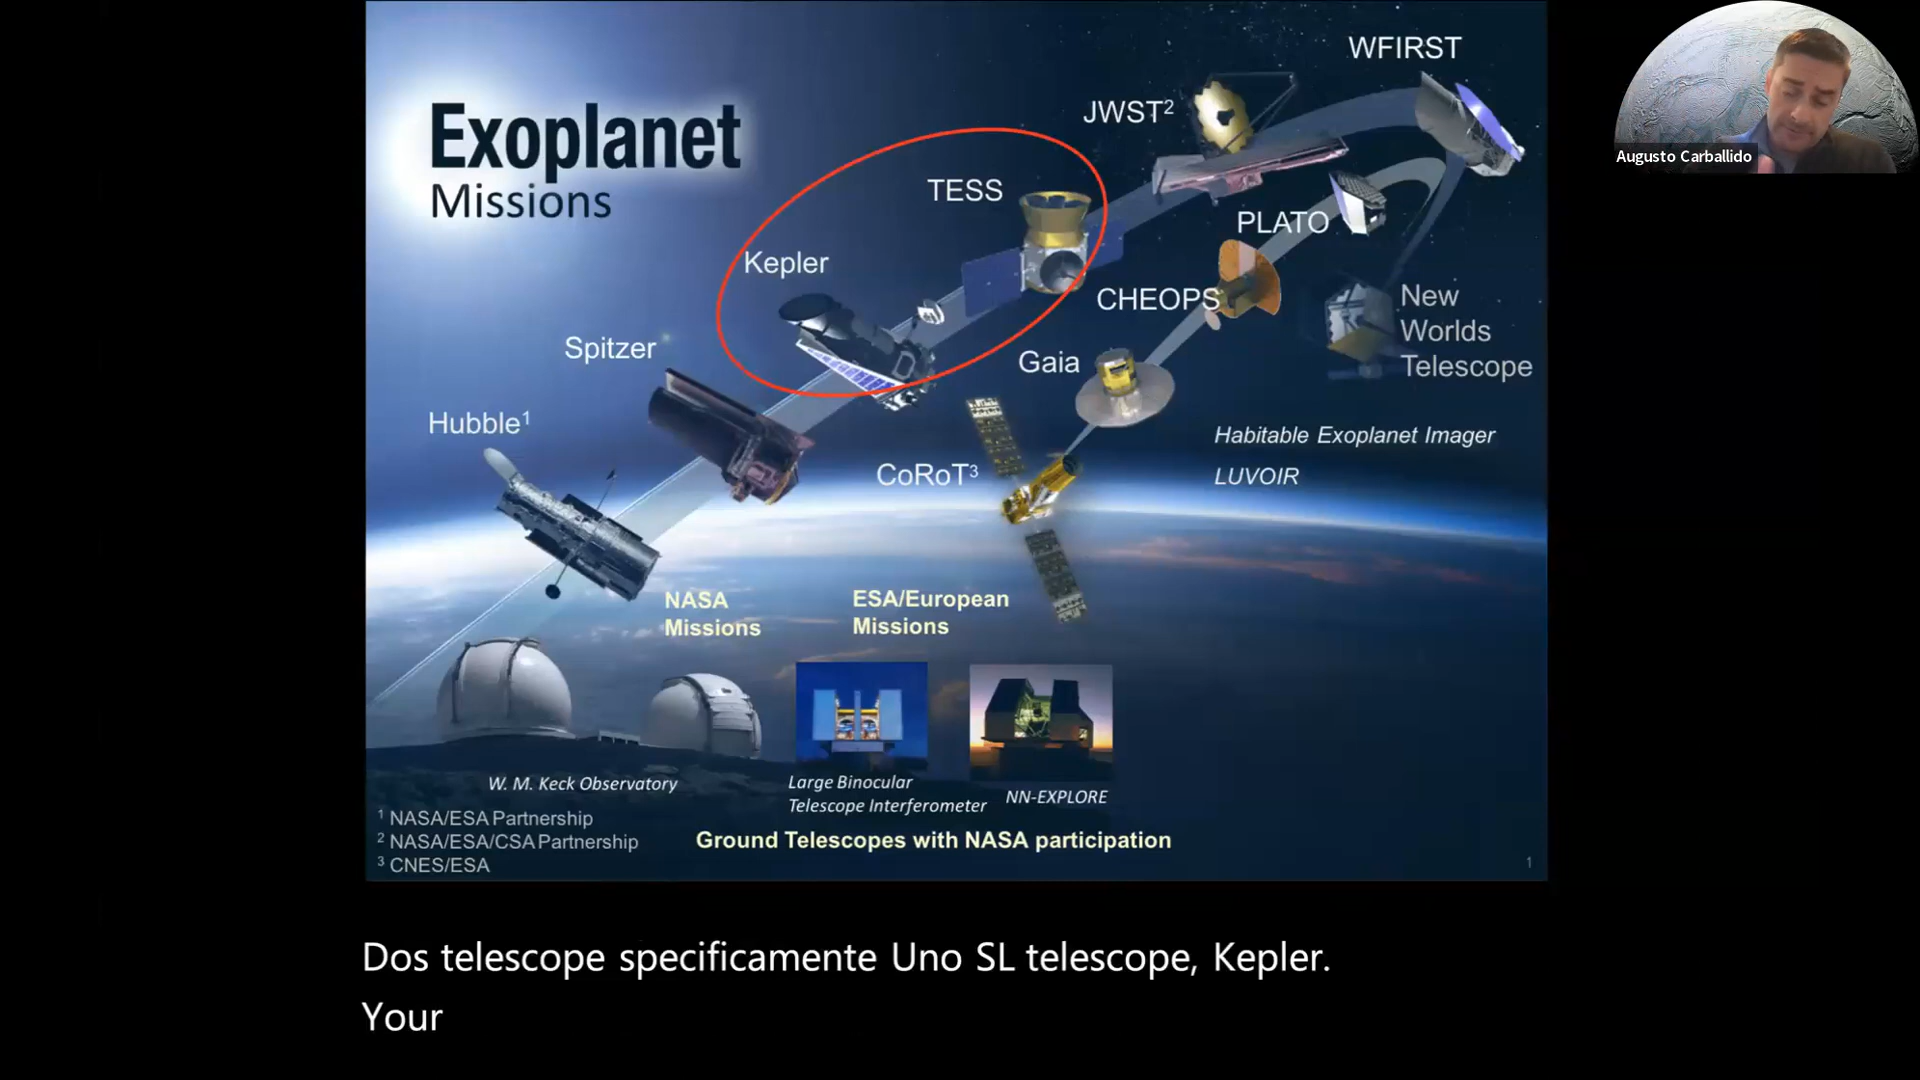 Exoplanet
Missions
WFIRST
JWST2
TESS
Kepler
PLATO
CHEOPS
New
Worlds
Telescope
Spitzer
Gaia
Hubble1
CoRoT3
Habitable Exoplanet Imager
LUVOIR
NASA
Missions
ESA/European
Missions
W. M. Keck Observatory
Large Binocular
Telescope Interferometer
NN-EXPLORE
1 NASA/ESA Partnership
2 NASA/ESA/CSA Partnership
3 CNES/ESA
Ground Telescopes with NASA participation
1
Augusto Carballido
Dos telescope specificamente Uno SL telescope, Kepler.
Your